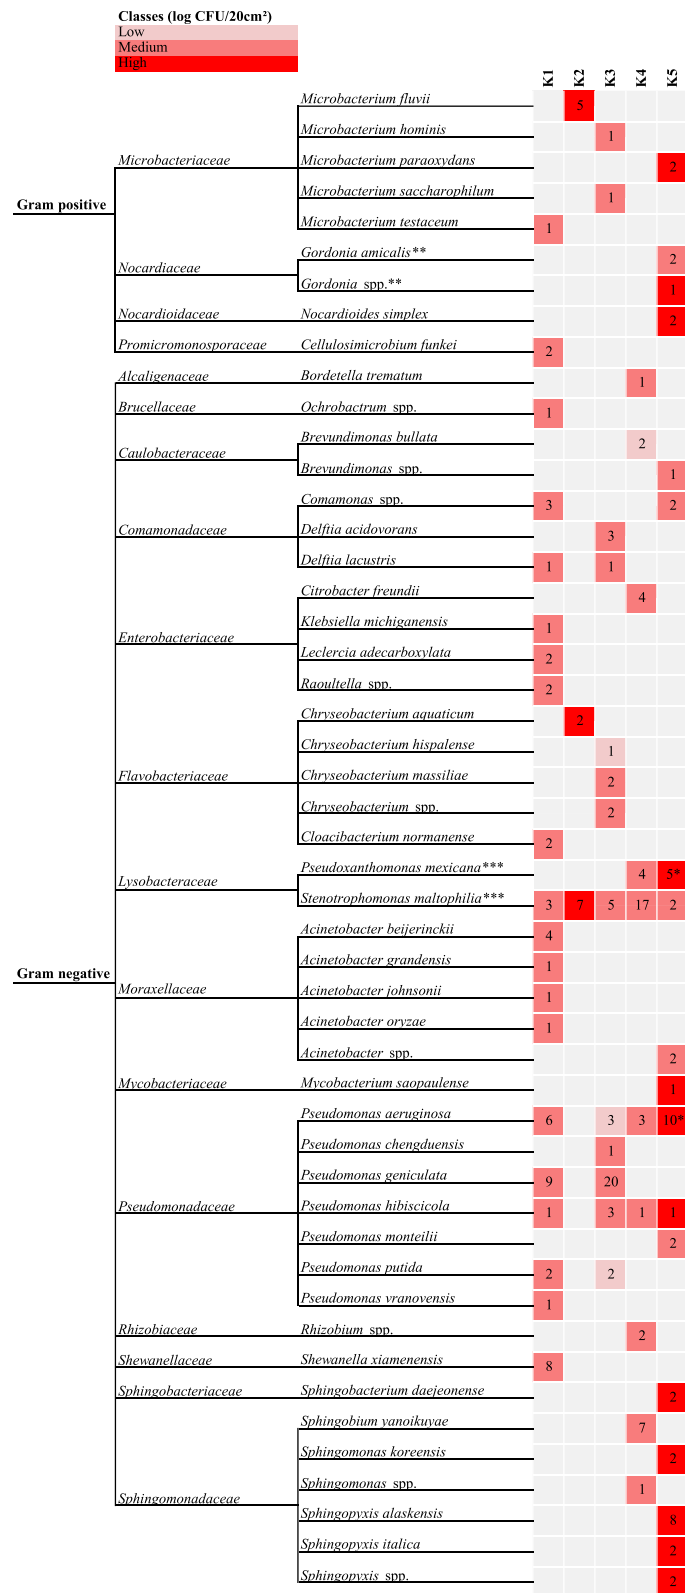 Classes (log CFU/20cm²)
Low
Medium
High
K1 K2 K3 K4 K5
Microbacterium fluvii 5
Microbacterium hominis 1
Microbacteriaceae Microbacterium paraoxydans 2
Microbacterium saccharophilum 1
Gram positive
Microbacterium testaceum 1
Gordonia amicalis** 2
Nocardiaceae
Gordonia spp.** 1
Nocardioidaceae Nocardioides simplex 2
Promicromonosporaceae Cellulosimicrobium funkei 2
Alcaligenaceae Bordetella trematum 1
Brucellaceae Ochrobactrum spp. 1
Brevundimonas bullata 2
Caulobacteraceae
Brevundimonas spp. 1
Comamonas spp. 3 2
Comamonadaceae Delftia acidovorans 3
Delftia lacustris 1 1
Citrobacter freundii 4
Klebsiella michiganensis 1
Enterobacteriaceae
Leclercia adecarboxylata 2
Raoultella spp. 2
Chryseobacterium aquaticum 2
Chryseobacterium hispalense 1
Flavobacteriaceae Chryseobacterium massiliae 2
Chryseobacterium spp. 2
Cloacibacterium normanense 2
Pseudoxanthomonas mexicana*** 4 5*
Lysobacteraceae
Stenotrophomonas maltophilia*** 3 7 5 17 2
Acinetobacter beijerinckii 4
Acinetobacter grandensis 1
Gram negative
Moraxellaceae Acinetobacter johnsonii 1
Acinetobacter oryzae 1
Acinetobacter spp. 2
Mycobacteriaceae Mycobacterium saopaulense 1
Pseudomonas aeruginosa 6 3 3 10*
Pseudomonas chengduensis 1
Pseudomonas geniculata 9 20
Pseudomonadaceae Pseudomonas hibiscicola 1 3 1 1
Pseudomonas monteilii 2
Pseudomonas putida 2 2
Pseudomonas vranovensis 1
Rhizobiaceae Rhizobium spp. 2
Shewanellaceae Shewanella xiamenensis 8
Sphingobacteriaceae Sphingobacterium daejeonense 2
Sphingobium yanoikuyae 7
Sphingomonas koreensis 2
Sphingomonas spp. 1
Sphingomonadaceae
Sphingopyxis alaskensis 8
Sphingopyxis italica 2
Sphingopyxis spp. 2